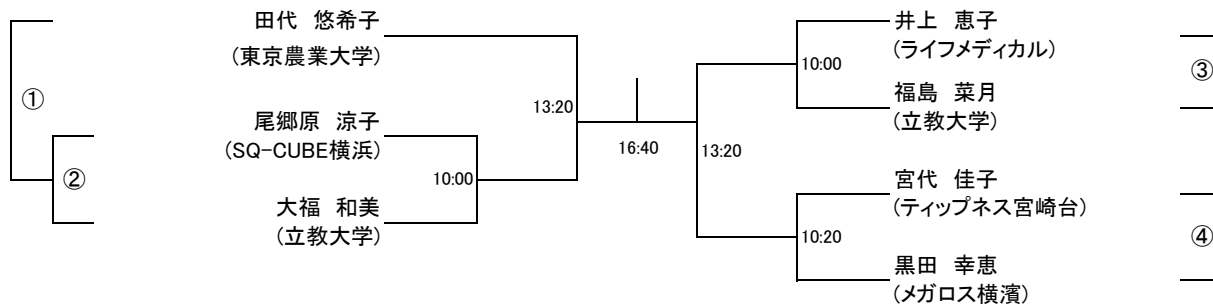 田代　悠希子
(東京農業大学)
①
13:20
尾郷原　涼子
(SQ-CUBE横浜)
②
10:00
大福　和美
(立教大学)
16:40
井上　恵子
(ライフメディカル)
10:00
③
福島　菜月
(立教大学)
13:20
宮代　佳子
(ティップネス宮崎台)
10:20
④
黒田　幸恵
(メガロス横濱)